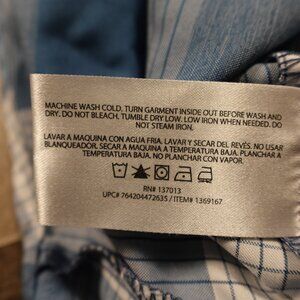 MACHINE WASH COLD. TURN GARMENT INSIDE OUT BEFORE WASH AND
DRY. DO NOT BLEACH. TUMBLE DRY LOW. LOW IRON WHEN NEEDED. DO
NOT STEAM IRON.
LAVAR A MAQUINA CON AGUA FRIA. LAVAR Y SECAR DEL REVÉS. NO USAR
BLANQUEADOR. SECAR A MAQUINA A TEMPERATURA BAJA. PLANCHAR A
TEMPERATURA BAJA. NO PLANCHAR CON VAPOR.
RN# 137013
UPC# 764204472635 / ITEM# 1369167